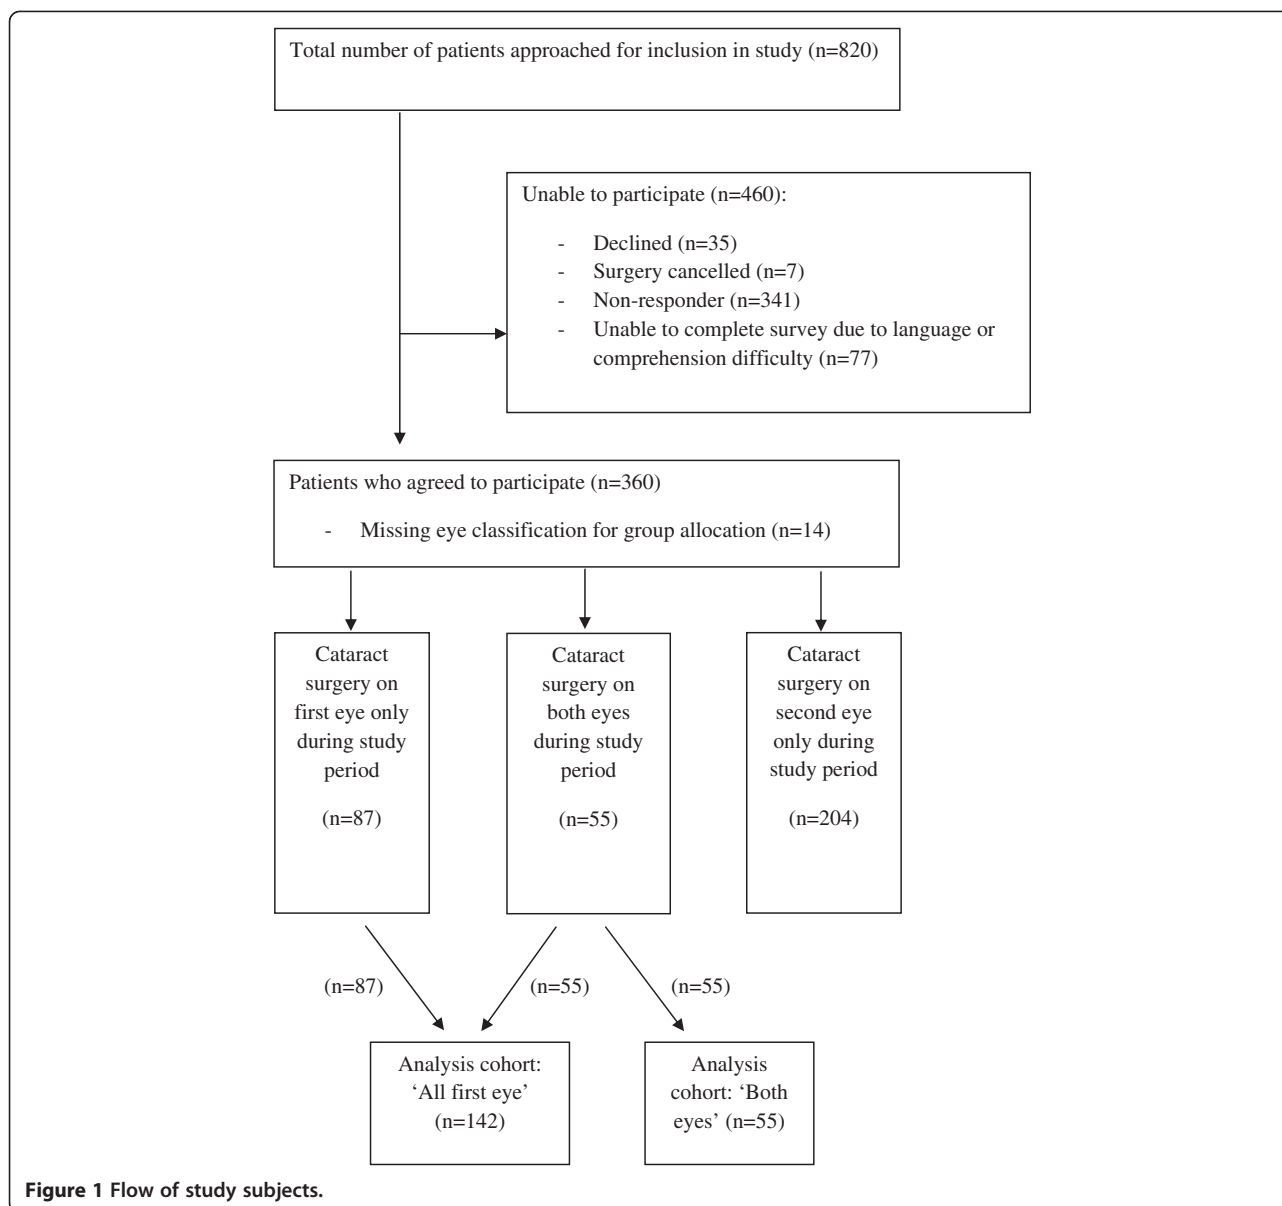 Total number of patients approached for inclusion in study (n=820)
Unable to participate (n=460):
- Declined (n=35)
- Surgery cancelled (n=7)
- Non-responder (n=341)
- Unable to complete survey due to language or
comprehension difficulty (n=77)
Patients who agreed to participate (n=360)
- Missing eye classification for group allocation (n=14)
Cataract
surgery on
first eye only
during study
period
(n=87)
Cataract
surgery on
both eyes
during study
period
(n=55)
Cataract
surgery on
second eye
only during
study period
(n=204)
(n=87)
(n=55)
(n=55)
Analysis cohort:
‘All first eye’
(n=142)
Analysis
cohort: ‘Both
eyes’ (n=55)
Figure 1 Flow of study subjects.